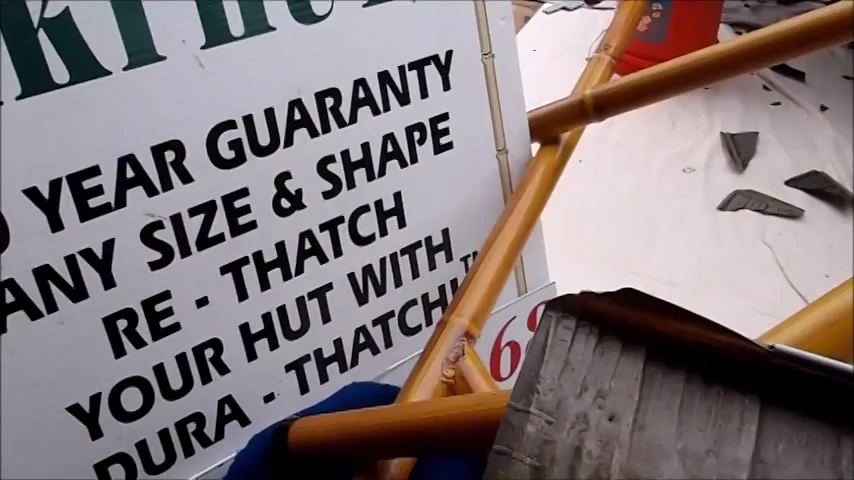 YEAR GUARANTY
ANY SIZE & SHAPE
RE - THATCH
YOUR HUT WITH
DURA - THATCH